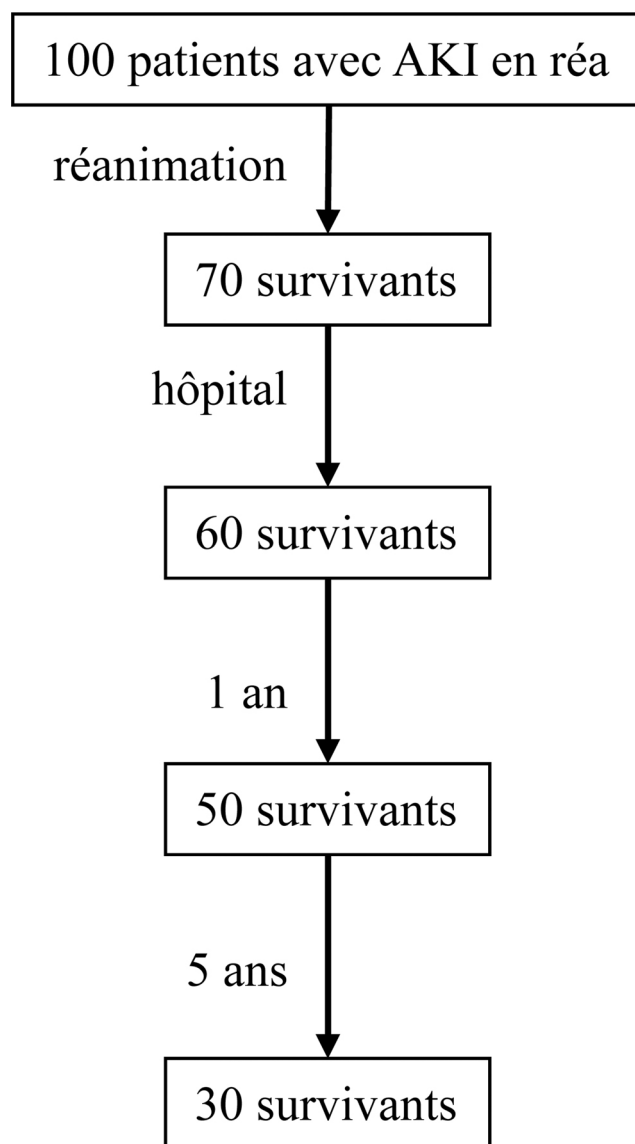 100 patients avec AKI en réa
réanimation
70 survivants
hôpital
60 survivants
1 an
50 survivants
5 ans
30 survivants